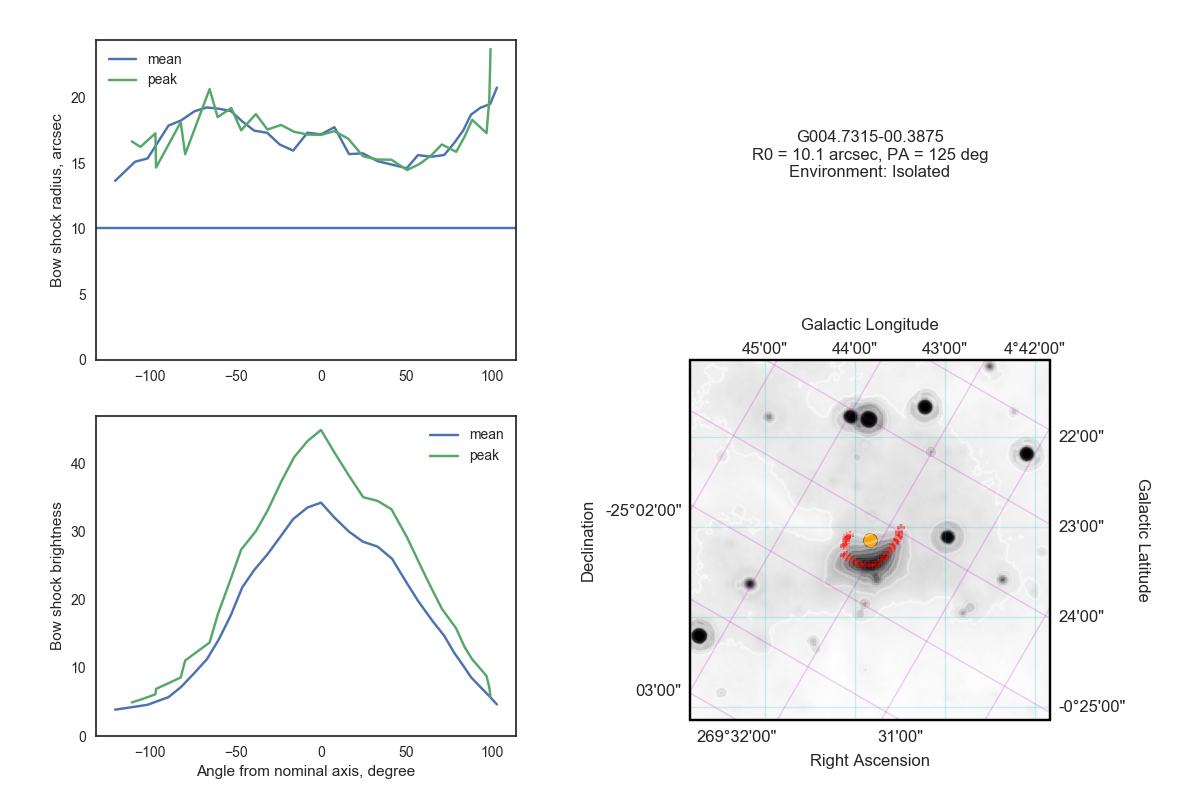 mean
peak
20
15
10
5
0
Bow shock radius, arcsec
−100
−50
0
50
100
G004.7315-00.3875
R0 = 10.1 arcsec, PA = 125 deg
Environment: Isolated
mean
peak
40
30
20
10
0
Bow shock brightness
−100
−50
0
50
100
Angle from nominal axis, degree
Galactic Longitude
45'00"
44'00"
43'00"
4°42'00"
22'00"
23'00"
24'00"
-0°25'00"
Galactic Latitude
-25°02'00"
03'00"
Declination
269°32'00"
31'00"
Right Ascension